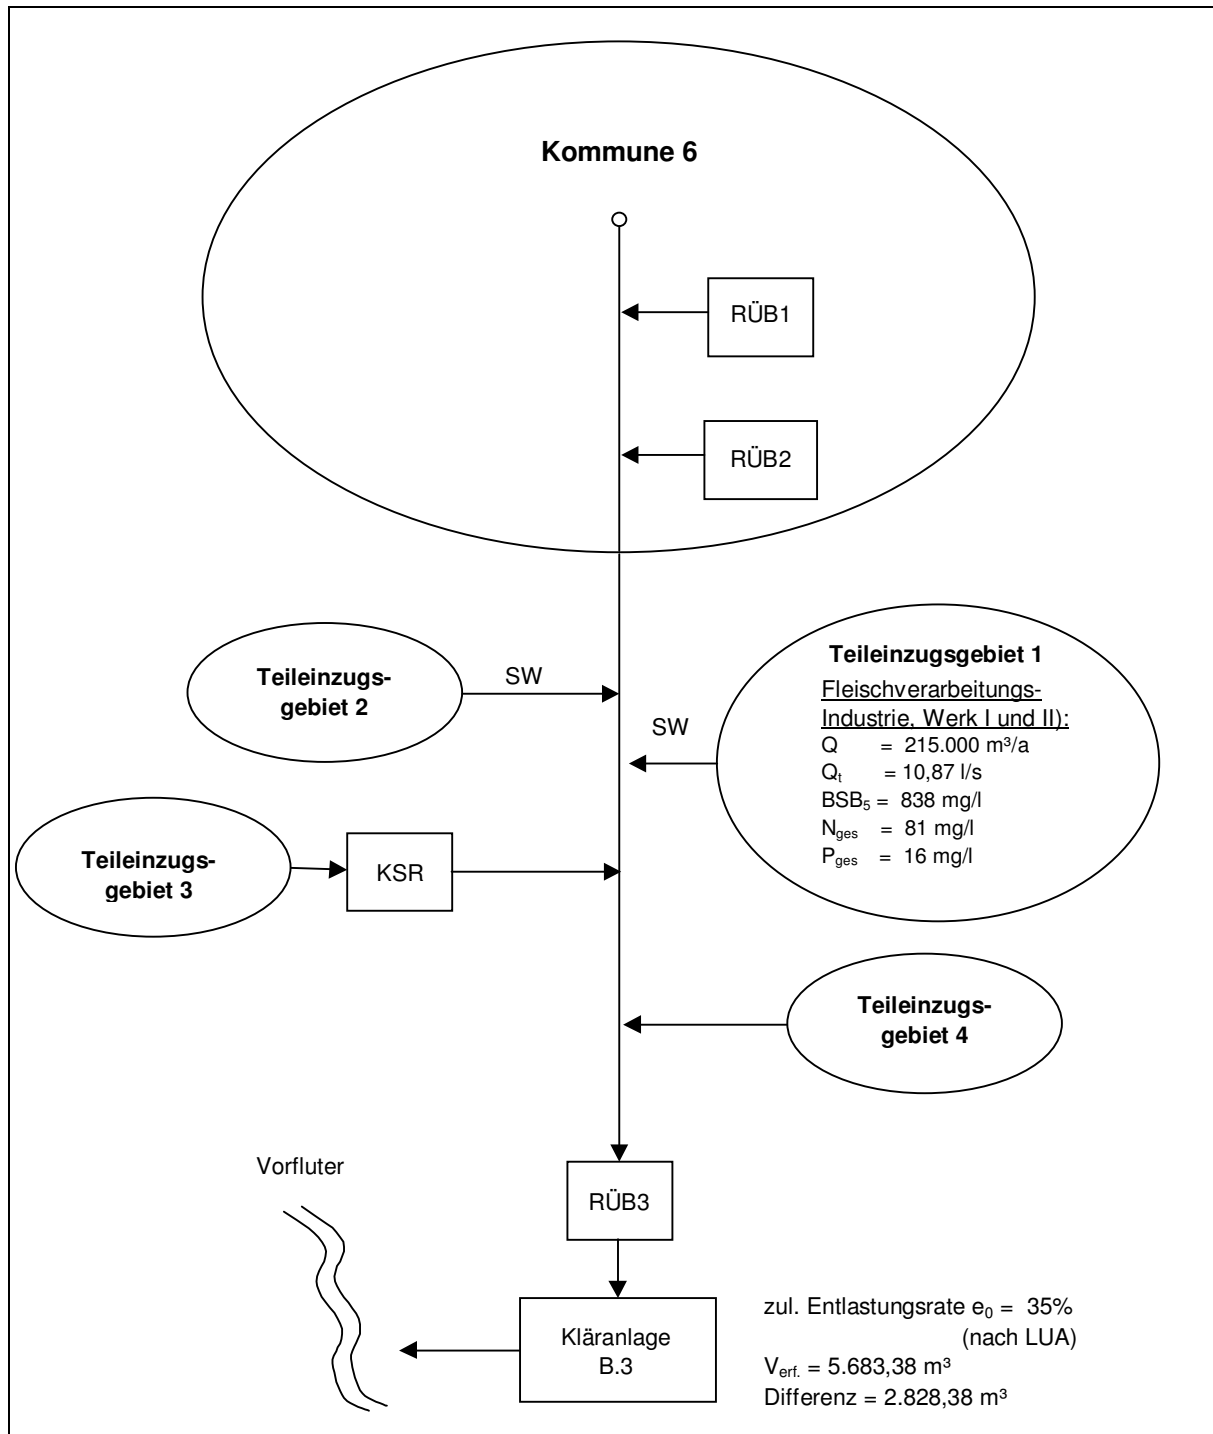 Kommune 6
RÜB1
RÜB2
Teileinzugs-
gebiet 2
SW
Teileinzugsgebiet 1
Fleischverarbeitungs-
Industrie, Werk I und II):
Q = 215.000 m³/a
Qt = 10,87 l/s
BSB5 = 838 mg/l
Nges = 81 mg/l
Pges = 16 mg/l
SW
Teileinzugs-
gebiet 3
KSR
Teileinzugs-
gebiet 4
Vorfluter
RÜB3
Kläranlage
B.3
zul. Entlastungsrate e0 = 35%
(nach LUA)
Verf. = 5.683,38 m³
Differenz = 2.828,38 m³